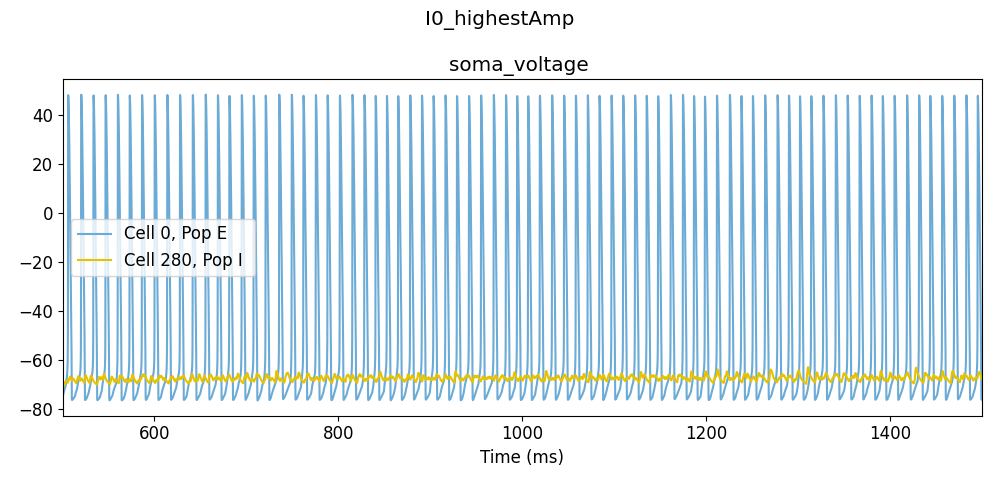 I0_highestAmp
soma_voltage
40
20
0
−20
−40
−60
−80
Cell 0, Pop E
Cell 280, Pop I
600
800
1000
1200
1400
Time (ms)